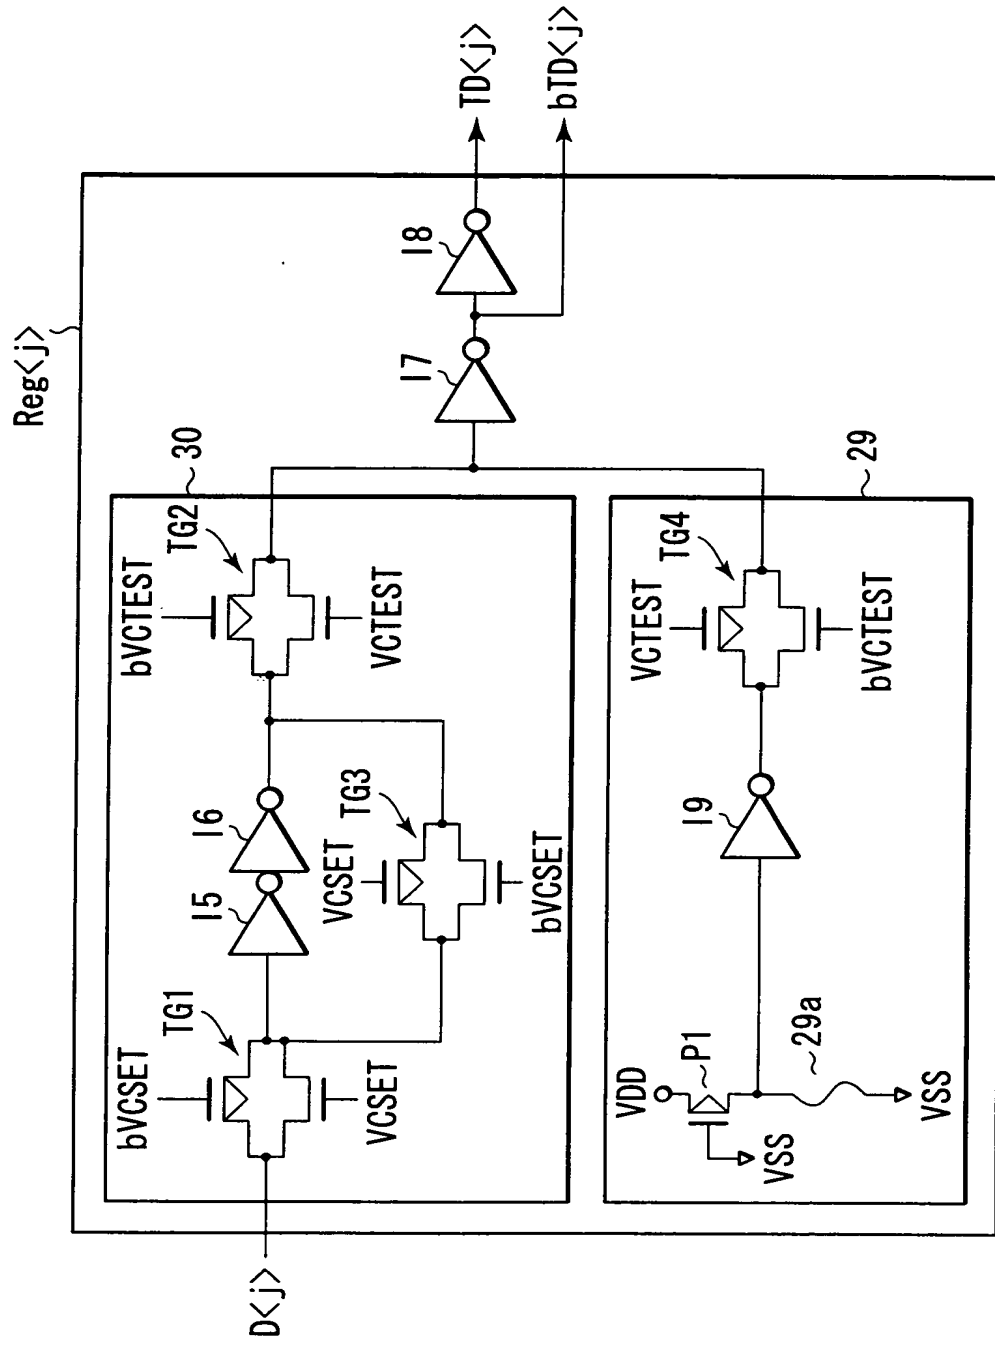 Reg<j>
30
bVCSET
TG1
VCSET
D<j>
I5
I6
VCSET
TG3
bVCSET
bVCTEST
TG2
VCTEST
I7
I8
TD<j>
bTD<j>
29
VDD
P1
VSS
29a
VSS
I9
VCTEST
TG4
bVCTEST